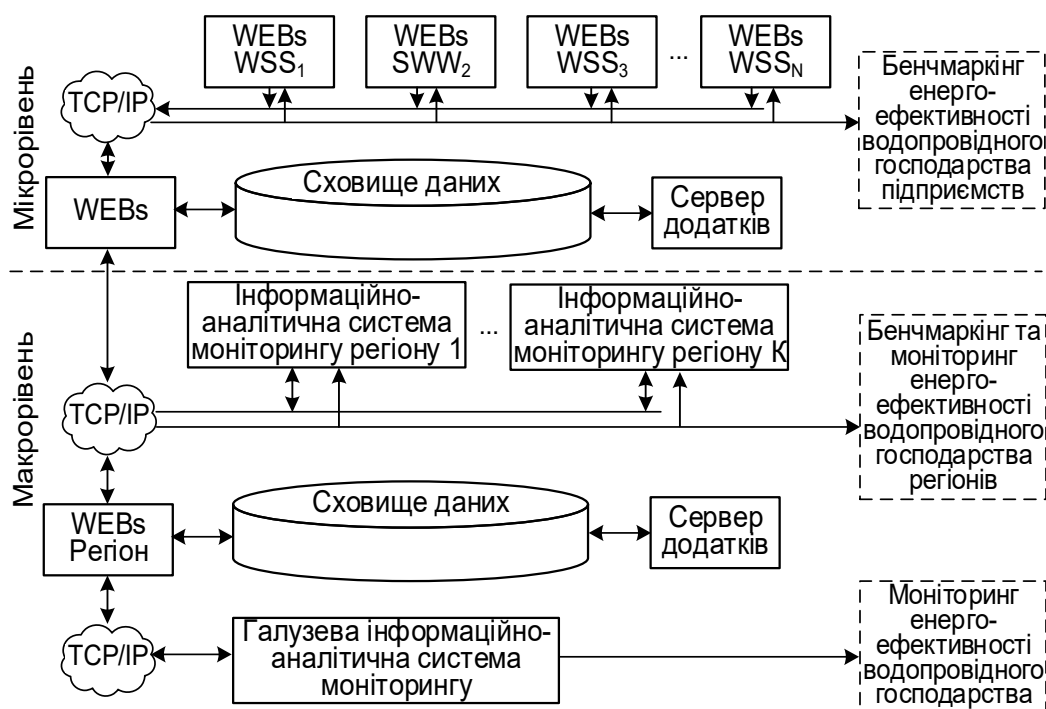 Мікрорівень
WEBs
WSS₁
WEBs
SWW₂
WEBs
WSS₃
...
WEBs
WSSN
TCP/IP
Бенчмаркінг
енерго-
ефективності
водопровідного
господарства
підприємств
WEBs
Сховище даних
Сервер
додатків
Макрорівень
Інформаційно-
аналітична система
моніторингу регіону 1
...
Інформаційно-
аналітична система
моніторингу регіону К
TCP/IP
Бенчмаркінг та
моніторинг
енерго-
ефективності
водопровідного
господарства
регіонів
WEBs
Регіон
Сховище даних
Сервер
додатків
TCP/IP
Галузева інформаційно-
аналітична система
моніторингу
Моніторинг
енерго-
ефективності
водопровідного
господарства